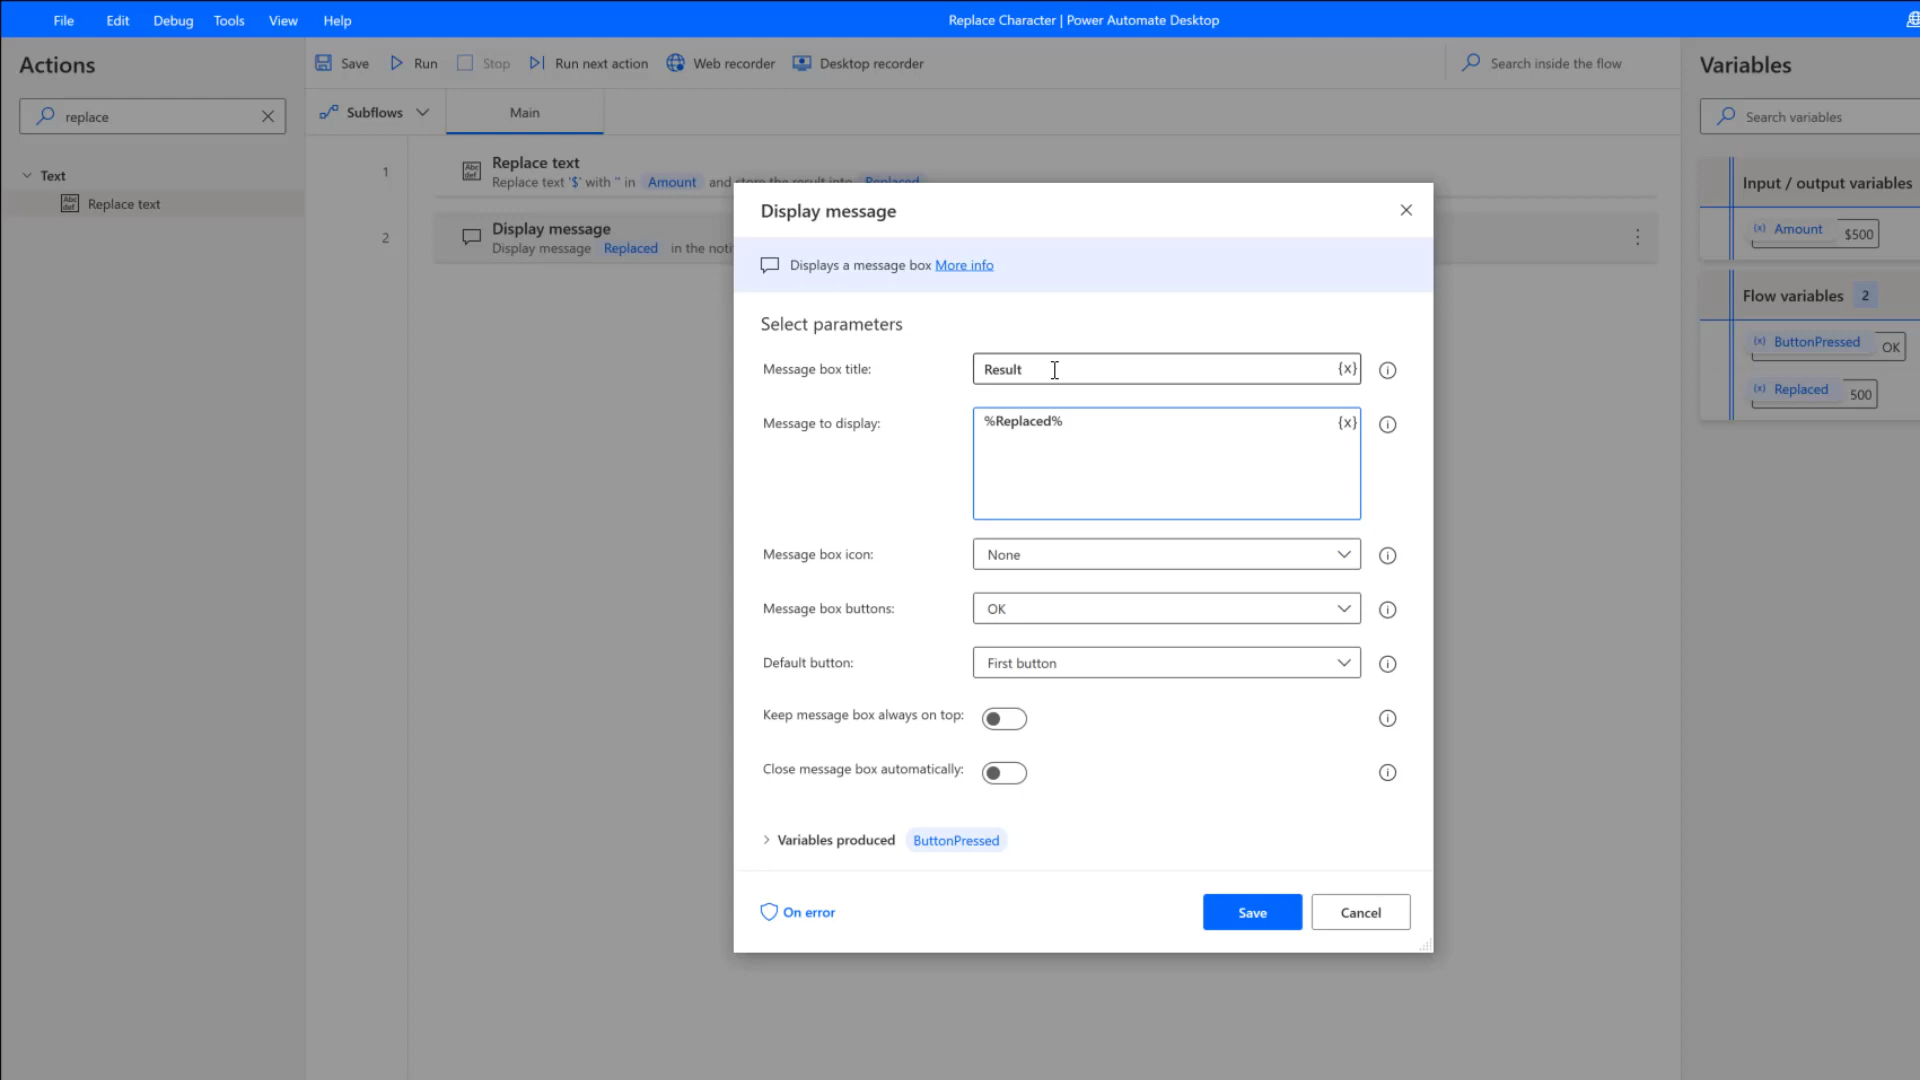 File Edit Debug Tools View Help
Replace Character | Power Automate Desktop
Actions
Save Run Stop Run next action Web recorder Desktop recorder
Search inside the flow
Variables
replace
Subflows
Main
Search variables
Text
Replace text
1
Replace text
Replace text '$' with '' in Amount and store the result into Replaced
2
Display message
Display message Replaced in the noti
Input / output variables
Amount $500
Flow variables 2
ButtonPressed OK
Replaced 500
Display message
Displays a message box More info
Select parameters
Message box title: Result {x}
Message to display: %Replaced% {x}
Message box icon: None
Message box buttons: OK
Default button: First button
Keep message box always on top:
Close message box automatically:
Variables produced ButtonPressed
On error
Save
Cancel